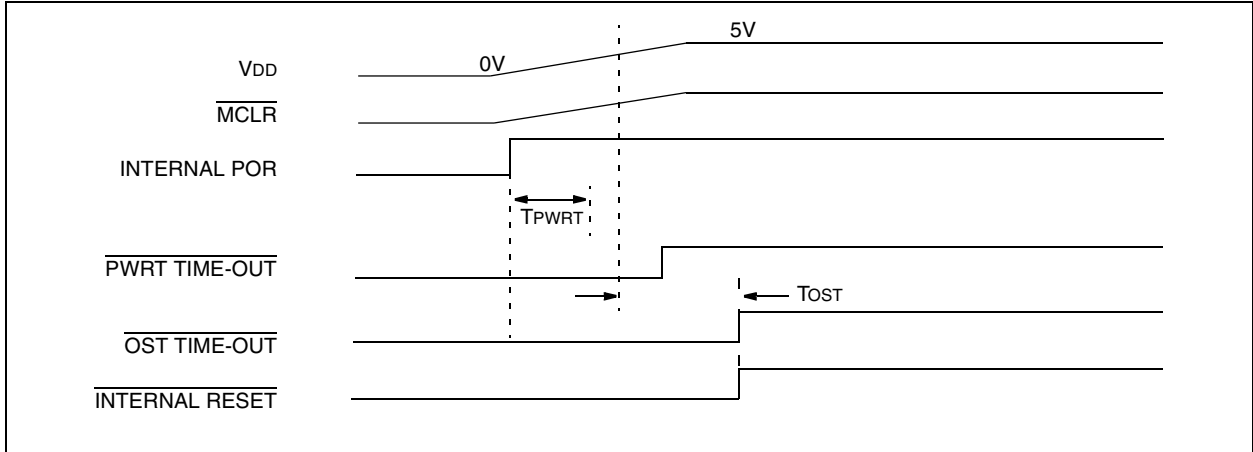 5V
0V
VDD
MCLR
INTERNAL POR
TPWRT
PWRT TIME-OUT
TOST
OST TIME-OUT
INTERNAL RESET